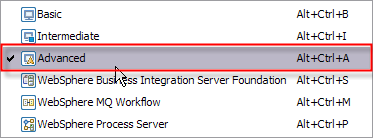 Basic Alt+Ctrl+B
Intermediate Alt+Ctrl+I
Advanced Alt+Ctrl+A
WebSphere Business Integration Server Foundation Alt+Ctrl+S
WebSphere MQ Workflow Alt+Ctrl+M
WebSphere Process Server Alt+Ctrl+P